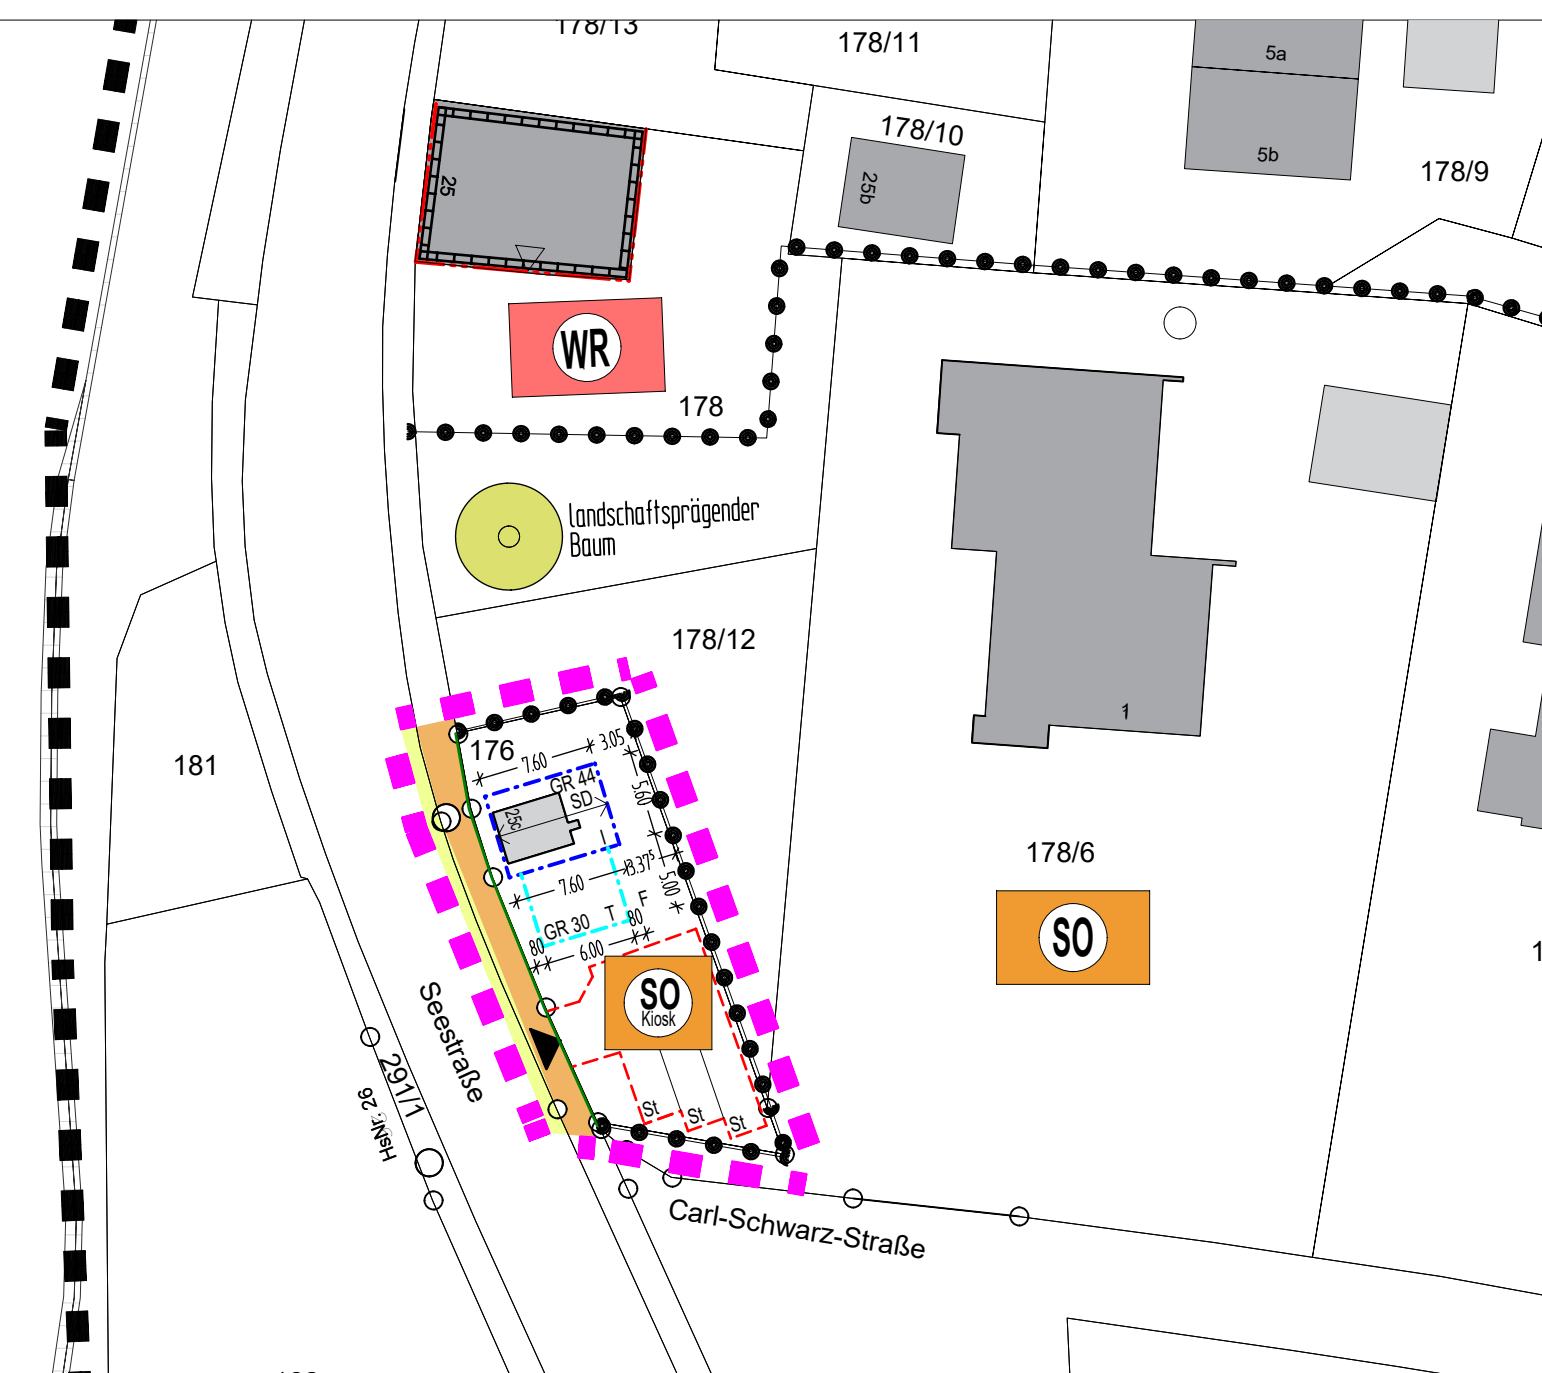 178/13
178/11
5a
178/10
5b
178/9
25
25b
WR
178
landschaftsprägender
Baum
178/12
1
176
181
7.60
3.05
GR 44
SD
5.60
25c
178/6
3.37⁵
7.60
5.00
F
T
80
GR 30
80
6.00
SO
SO
Kiosk
Seestraße
291/1
HsNr. 26
St
St
St
Carl-Schwarz-Straße